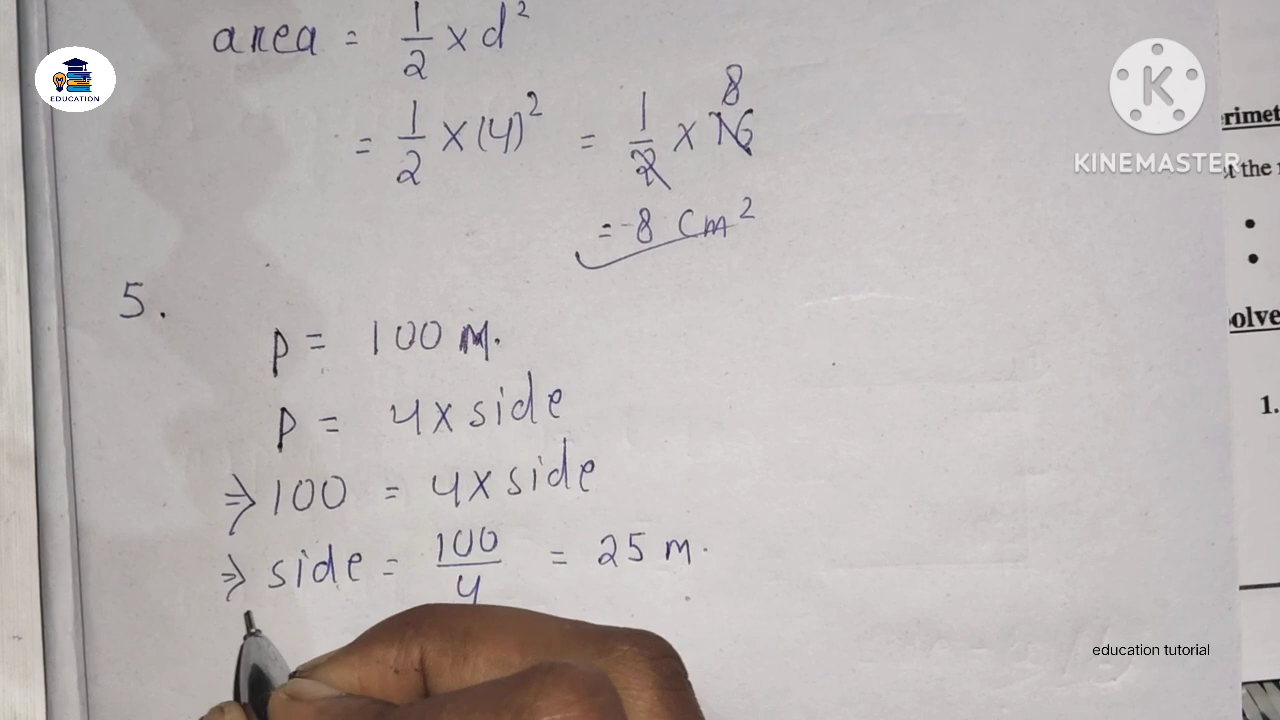 area = 1/2 × d²
EDUCATION
= 1/2 × (4)² = 1/2 × 16 8
= 8 cm²
K
KINEMASTER
rimet
the
5.
P = 100 m.
P = 4 × side
⇒ 100 = 4 × side
⇒ side = 100/4 = 25 m.
olve
1.
education tutorial